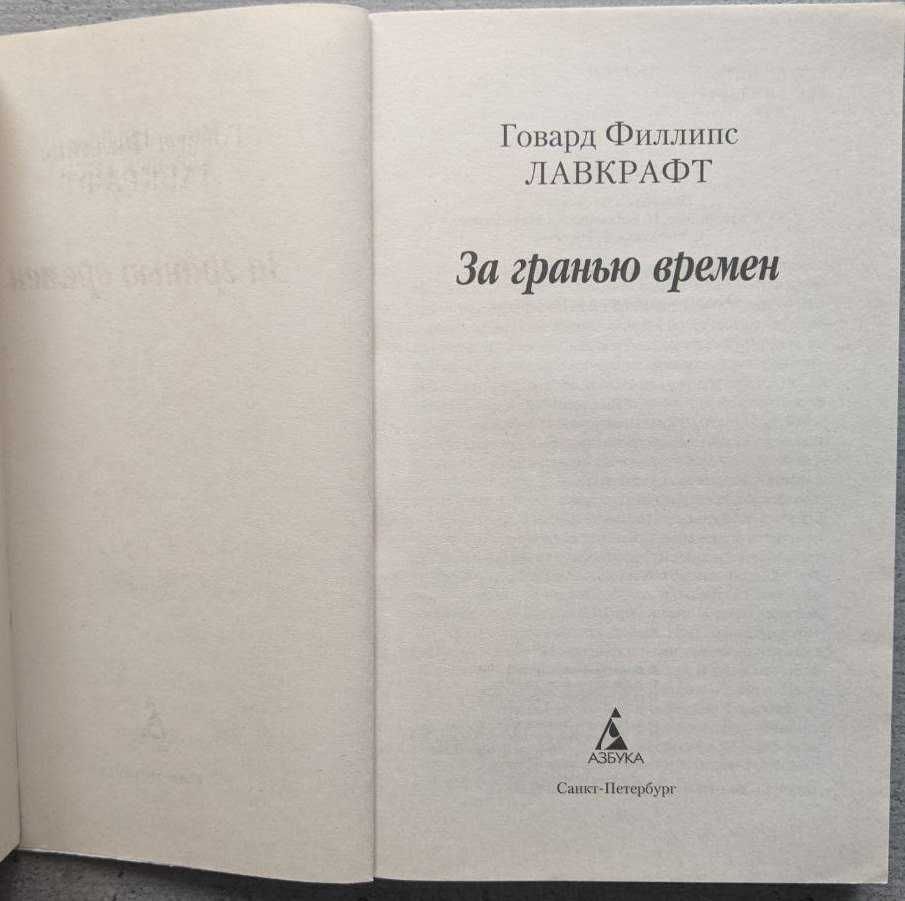 Говард Филлипс
ЛАВКРАФТ
За гранью времен
АЗБУКА
Санкт-Петербург